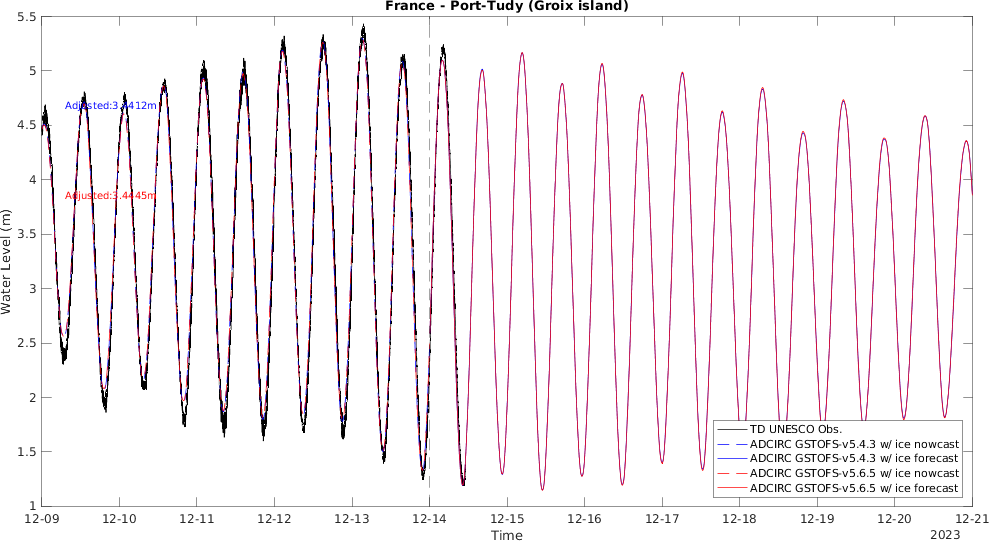 France - Port-Tudy (Groix island)
5.5
5
4.5
4
3.5
3
2.5
2
1.5
1
Water Level (m)
Adjusted:3.4412m
Adjusted:3.4445m
TD UNESCO Obs.
ADCIRC GSTOFS-v5.4.3 w/ ice nowcast
ADCIRC GSTOFS-v5.4.3 w/ ice forecast
ADCIRC GSTOFS-v5.6.5 w/ ice nowcast
ADCIRC GSTOFS-v5.6.5 w/ ice forecast
12-09 12-10 12-11 12-12 12-13 12-14 12-15 12-16 12-17 12-18 12-19 12-20 12-21
Time
2023